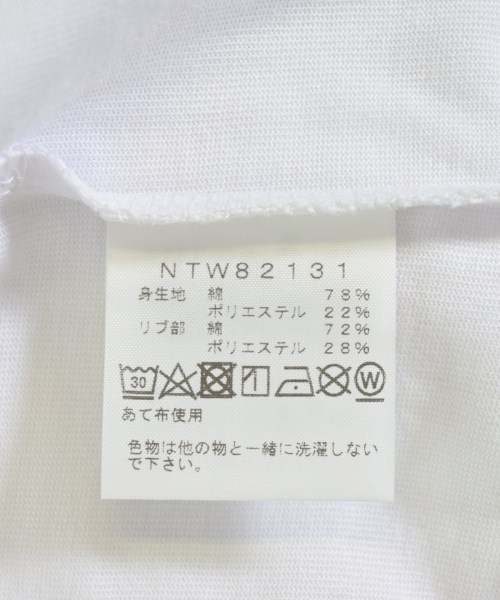 NTW82131
身生地 綿 78%
ポリエステル 22%
リブ部 綿 72%
ポリエステル 28%
30 W
あて布使用
色物は他の物と一緒に洗濯しない
で下さい。